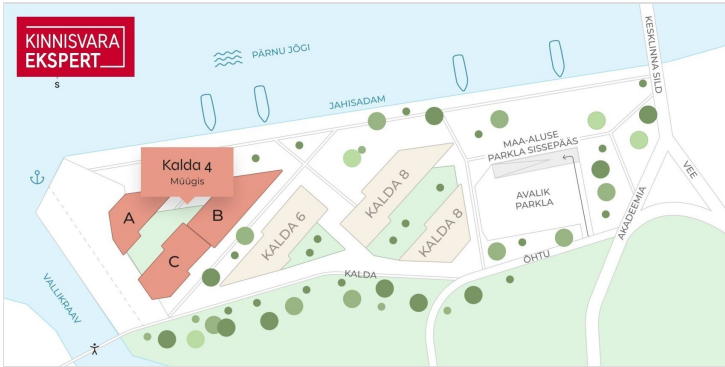 KINNISVARA
EKSPERT
S
PÄRNU JÕGI
JAHISADAM
KESKLINNA SILD
MAA-ALUSE
PARKLA SISSEPÄÄS
VEE
Kalda 4
Müügis
KALDA 8
AVALIK
PARKLA
A
B
KALDA 6
KALDA 8
AKADEEMIA
C
ÕHTU
KALDA
VALLIKRAAV